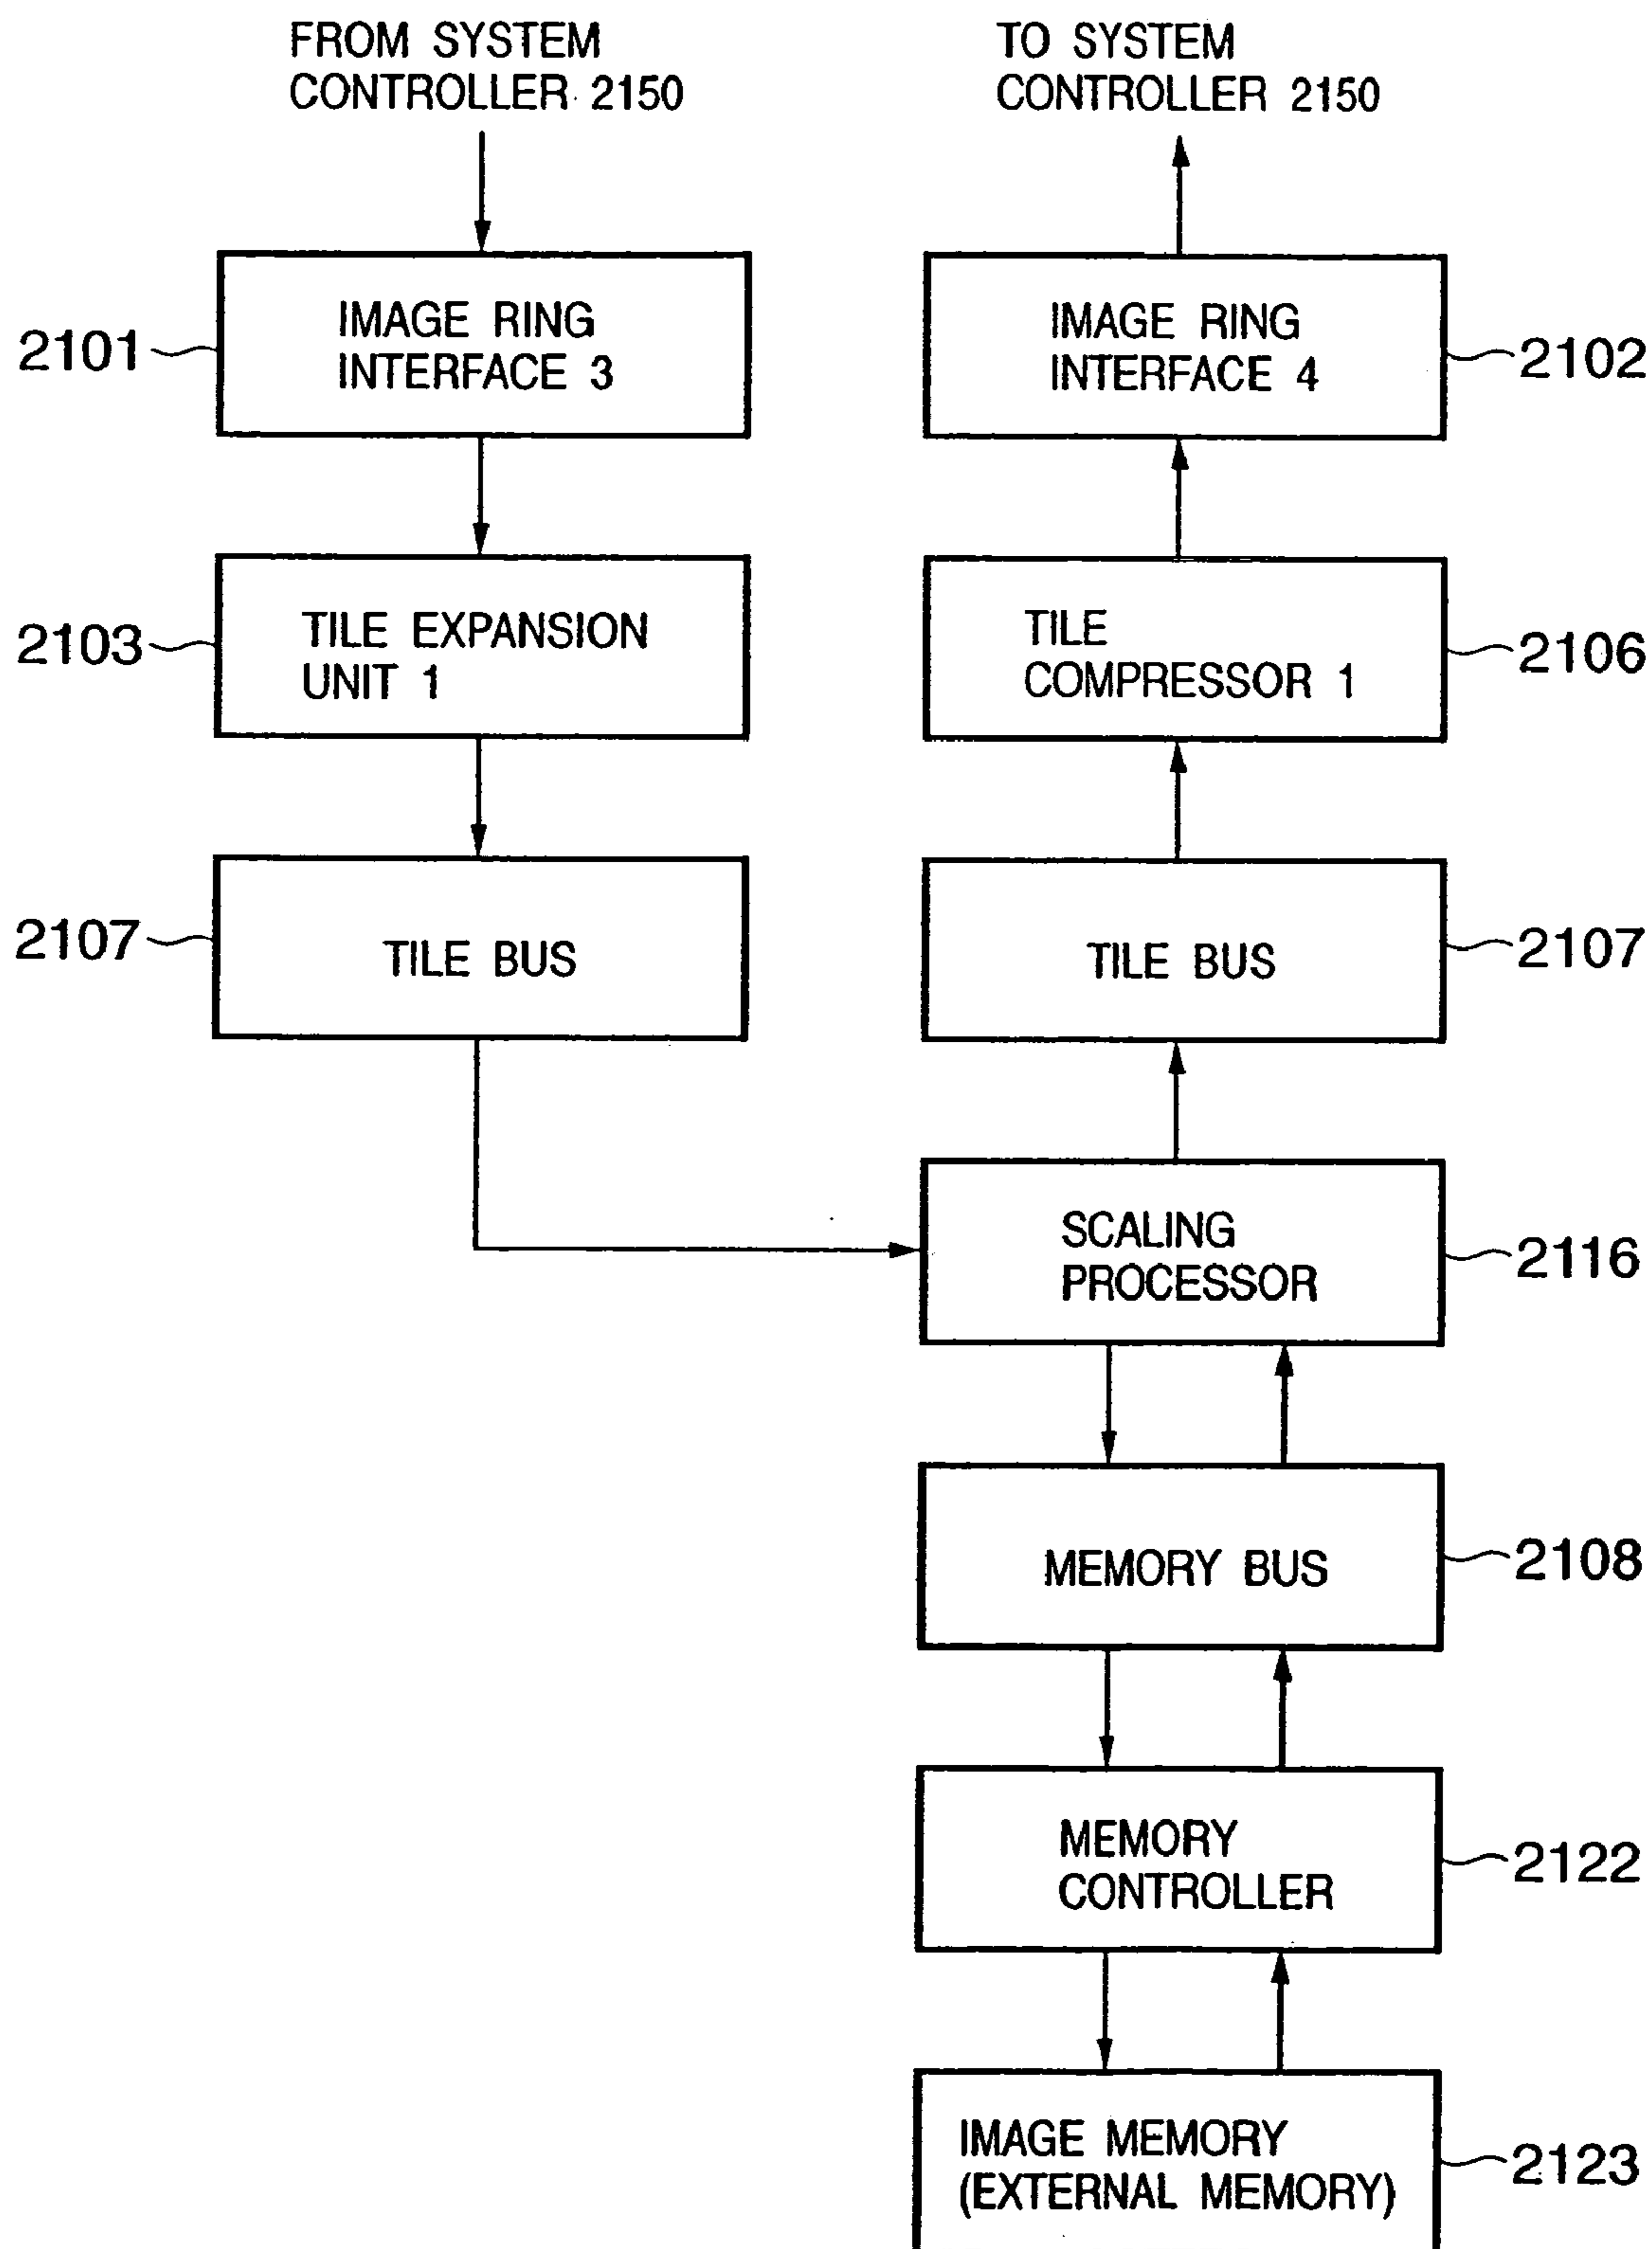 FROM SYSTEM
CONTROLLER 2150
TO SYSTEM
CONTROLLER 2150
2101
IMAGE RING
INTERFACE 3
IMAGE RING
INTERFACE 4
2102
2103
TILE EXPANSION
UNIT 1
TILE
COMPRESSOR 1
2106
2107
TILE BUS
TILE BUS
2107
SCALING
PROCESSOR
2116
MEMORY BUS
2108
MEMORY
CONTROLLER
2122
IMAGE MEMORY
(EXTERNAL MEMORY)
2123